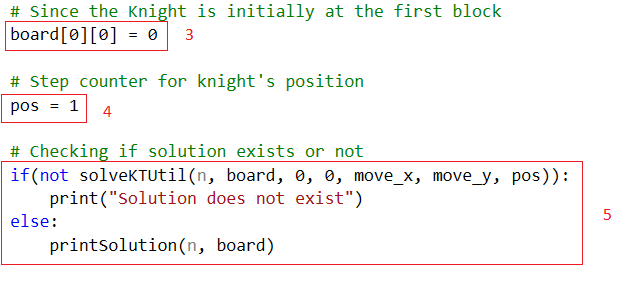 # Since the Knight is initially at the first block
board[0][0] = 0 3
# Step counter for knight's position
pos = 1 4
# Checking if solution exists or not
if(not solveKTUtil(n, board, 0, 0, move_x, move_y, pos)):
    print("Solution does not exist")
else: 5
    printSolution(n, board)